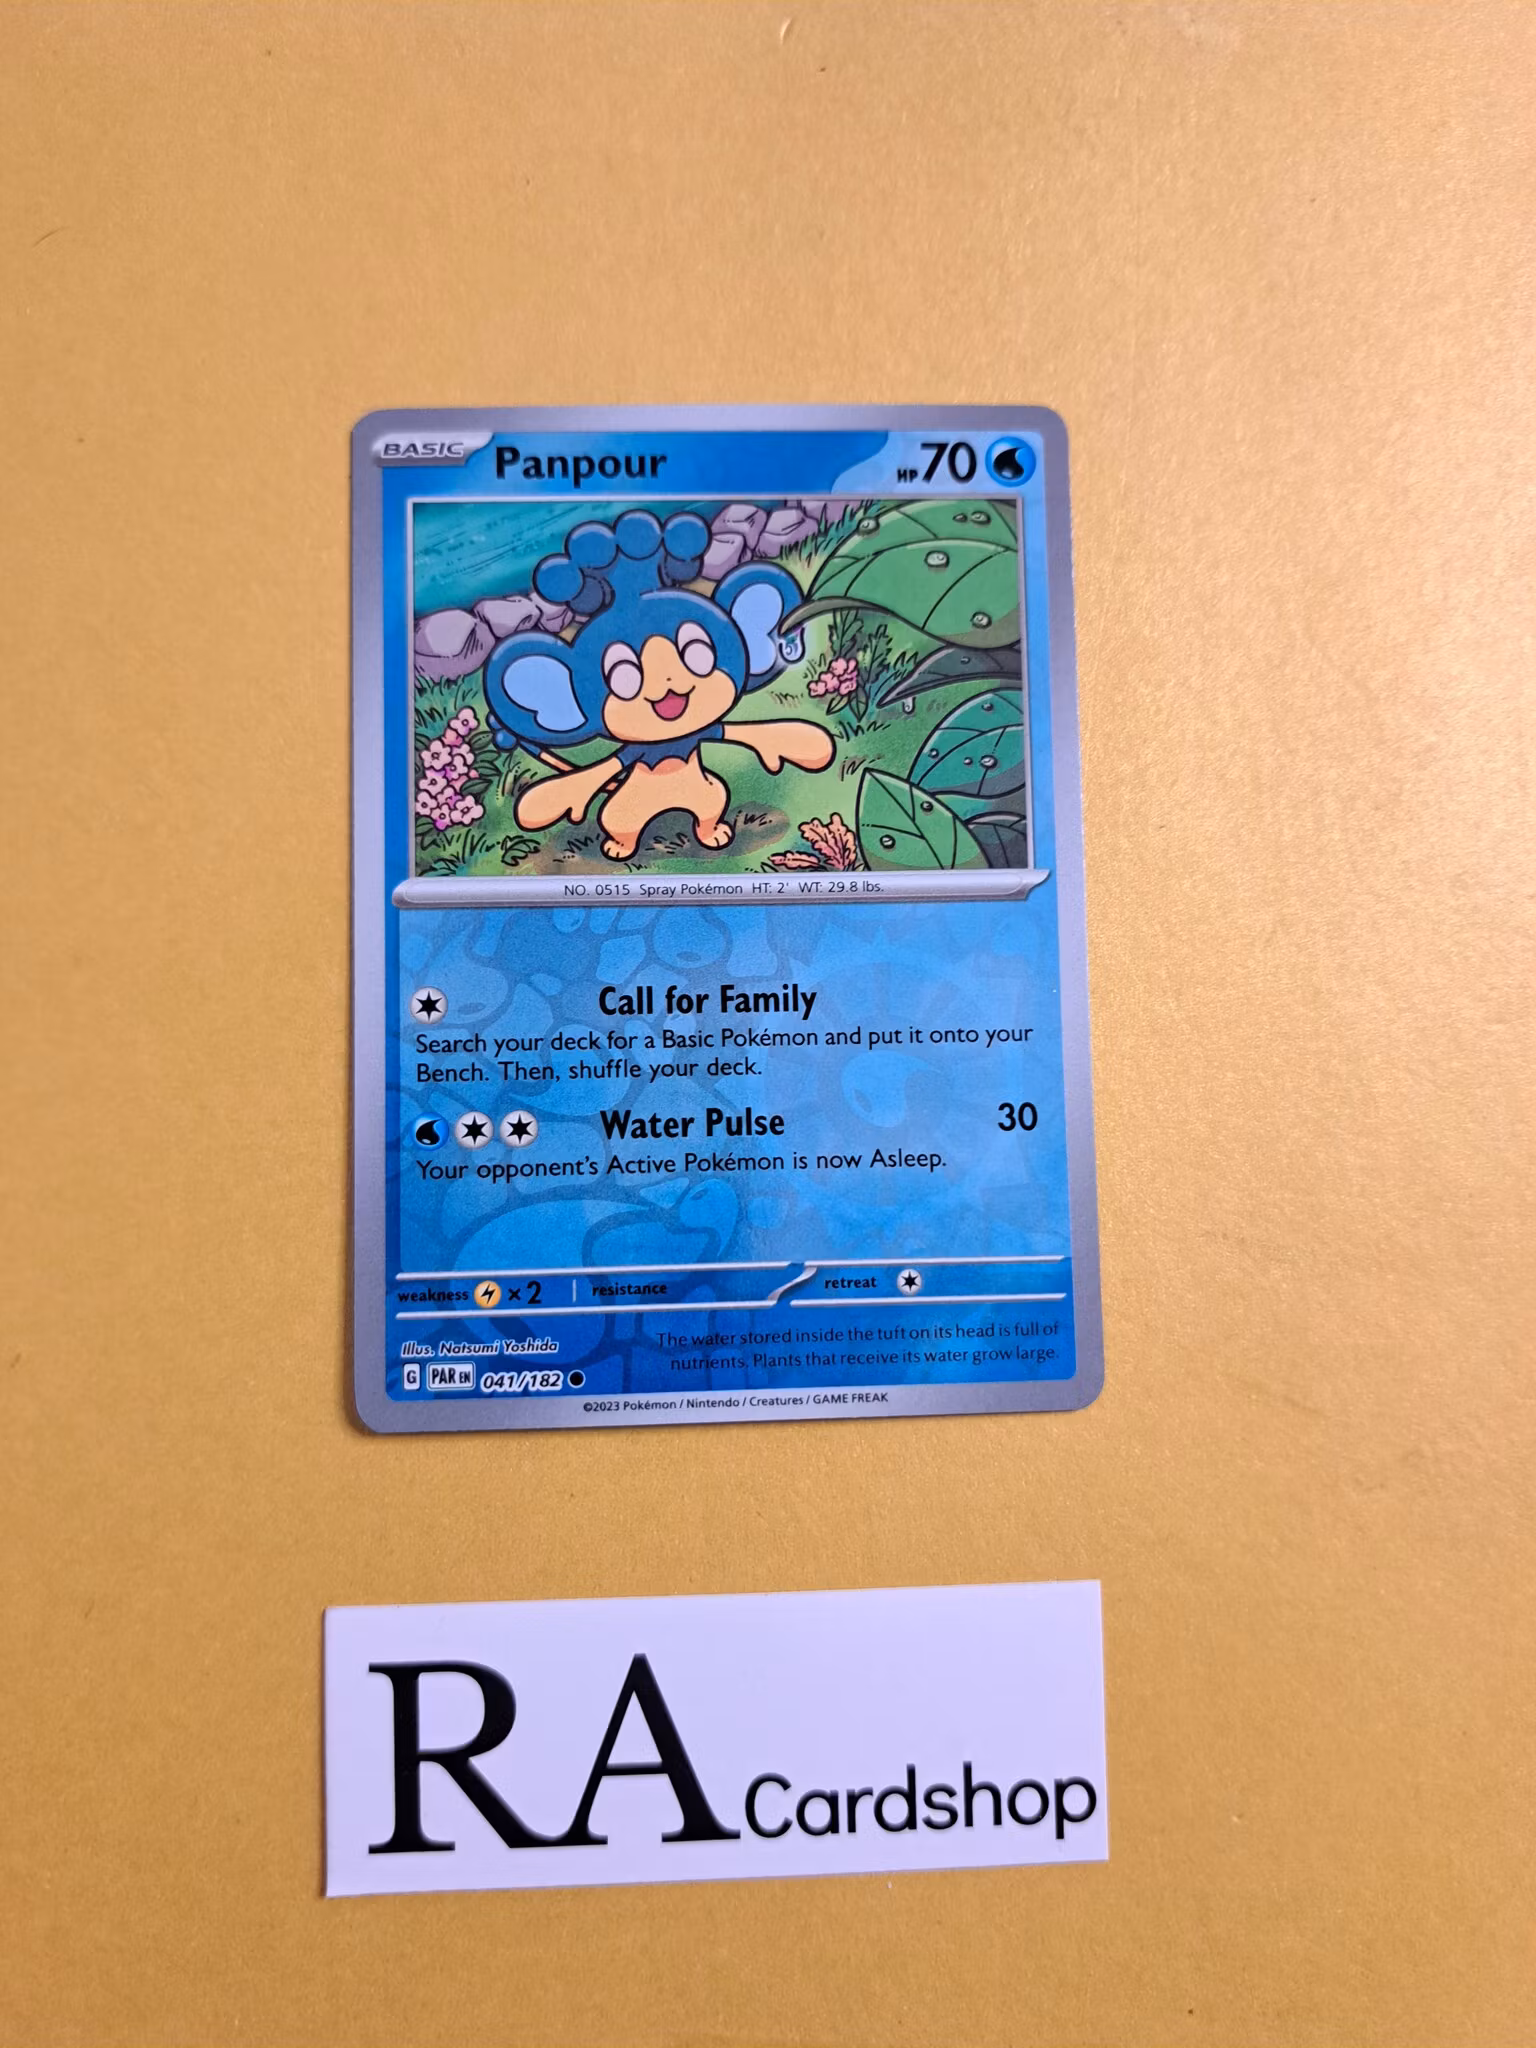 BASIC Panpour HP 70
NO. 0515 Spray Pokémon HT: 2' WT: 29.8 lbs.
Call for Family
Search your deck for a Basic Pokémon and put it onto your
Bench. Then, shuffle your deck.
Water Pulse 30
Your opponent's Active Pokémon is now Asleep.
weakness ×2 resistance retreat
Illus. Natsumi Yoshida
The water stored inside the tuft on its head is full of
nutrients. Plants that receive its water grow large.
G PAR EN 041/182
©2023 Pokémon / Nintendo / Creatures / GAME FREAK
RA Cardshop